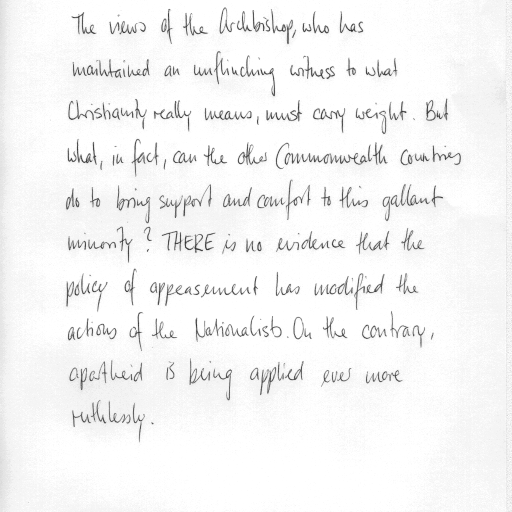 The views of the Archbishop, who has
maintained an unflinching witness to what
Christianity really means, must carry weight. But
what, in fact, can the other Commonwealth countries
do to bring support and comfort to this gallant
minority? THERE is no evidence that the
policy of appeasement has modified the
actions of the Nationalists. On the contrary,
apartheid is being applied ever more
ruthlessly.